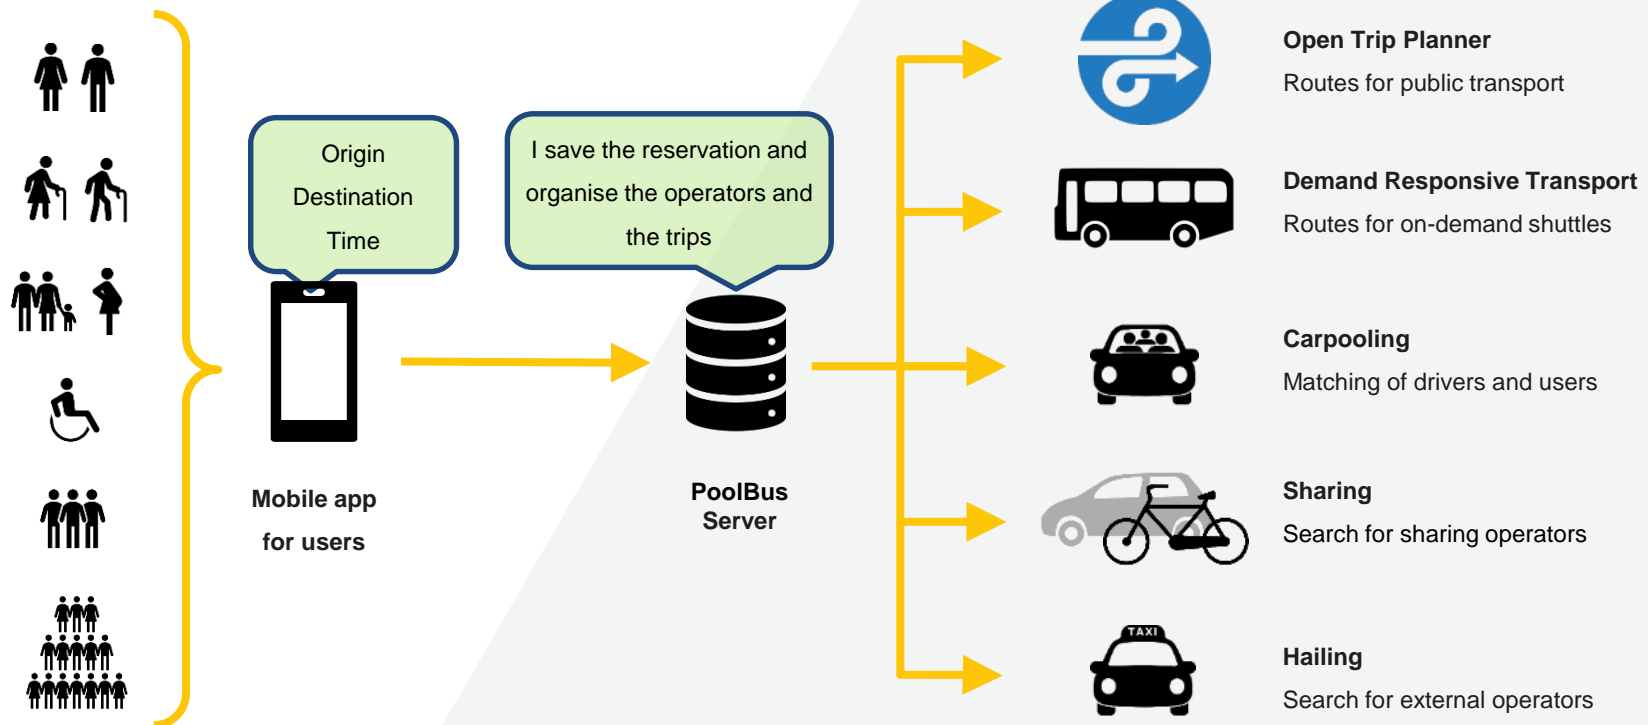 Origin
Destination
Time
Mobile app
for users
I save the reservation and
organise the operators and
the trips
PoolBus
Server
Open Trip Planner
Routes for public transport
Demand Responsive Transport
Routes for on-demand shuttles
Carpooling
Matching of drivers and users
Sharing
Search for sharing operators
TAXI
Hailing
Search for external operators